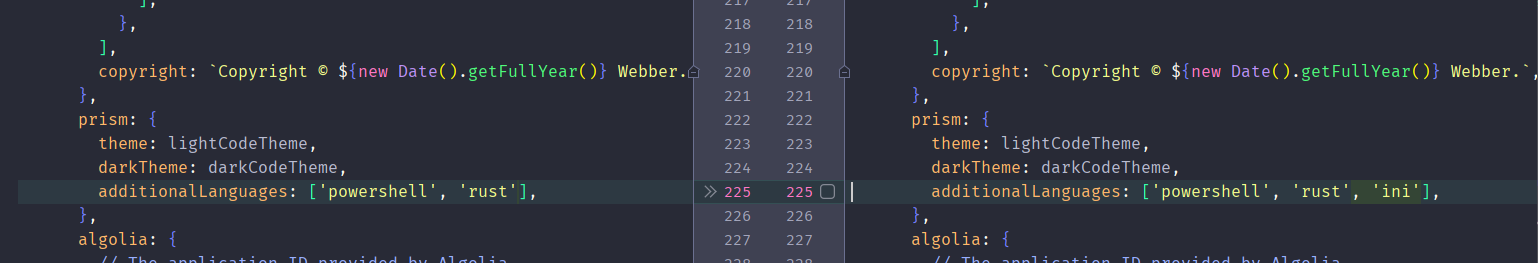 ],
},
],
copyright: `Copyright © ${new Date().getFullYear()} Webber.
},
prism: {
theme: lightCodeTheme,
darkTheme: darkCodeTheme,
additionalLanguages: ['powershell', 'rust'],
},
algolia: {
// The application ID provided by Algolia
217 217
218 218
219 219
220 220
221 221
222 222
223 223
224 224
225 225
226 226
227 227
228 228
],
},
],
copyright: `Copyright © ${new Date().getFullYear()} Webber.`,
},
prism: {
theme: lightCodeTheme,
darkTheme: darkCodeTheme,
additionalLanguages: ['powershell', 'rust', 'ini'],
},
algolia: {
// The application ID provided by Algolia